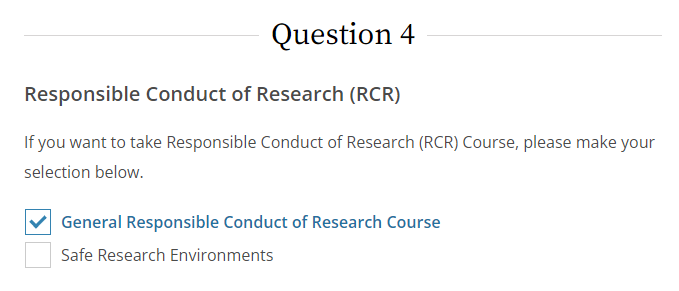 Question 4
Responsible Conduct of Research (RCR)
If you want to take Responsible Conduct of Research (RCR) Course, please make your
selection below.
General Responsible Conduct of Research Course
Safe Research Environments